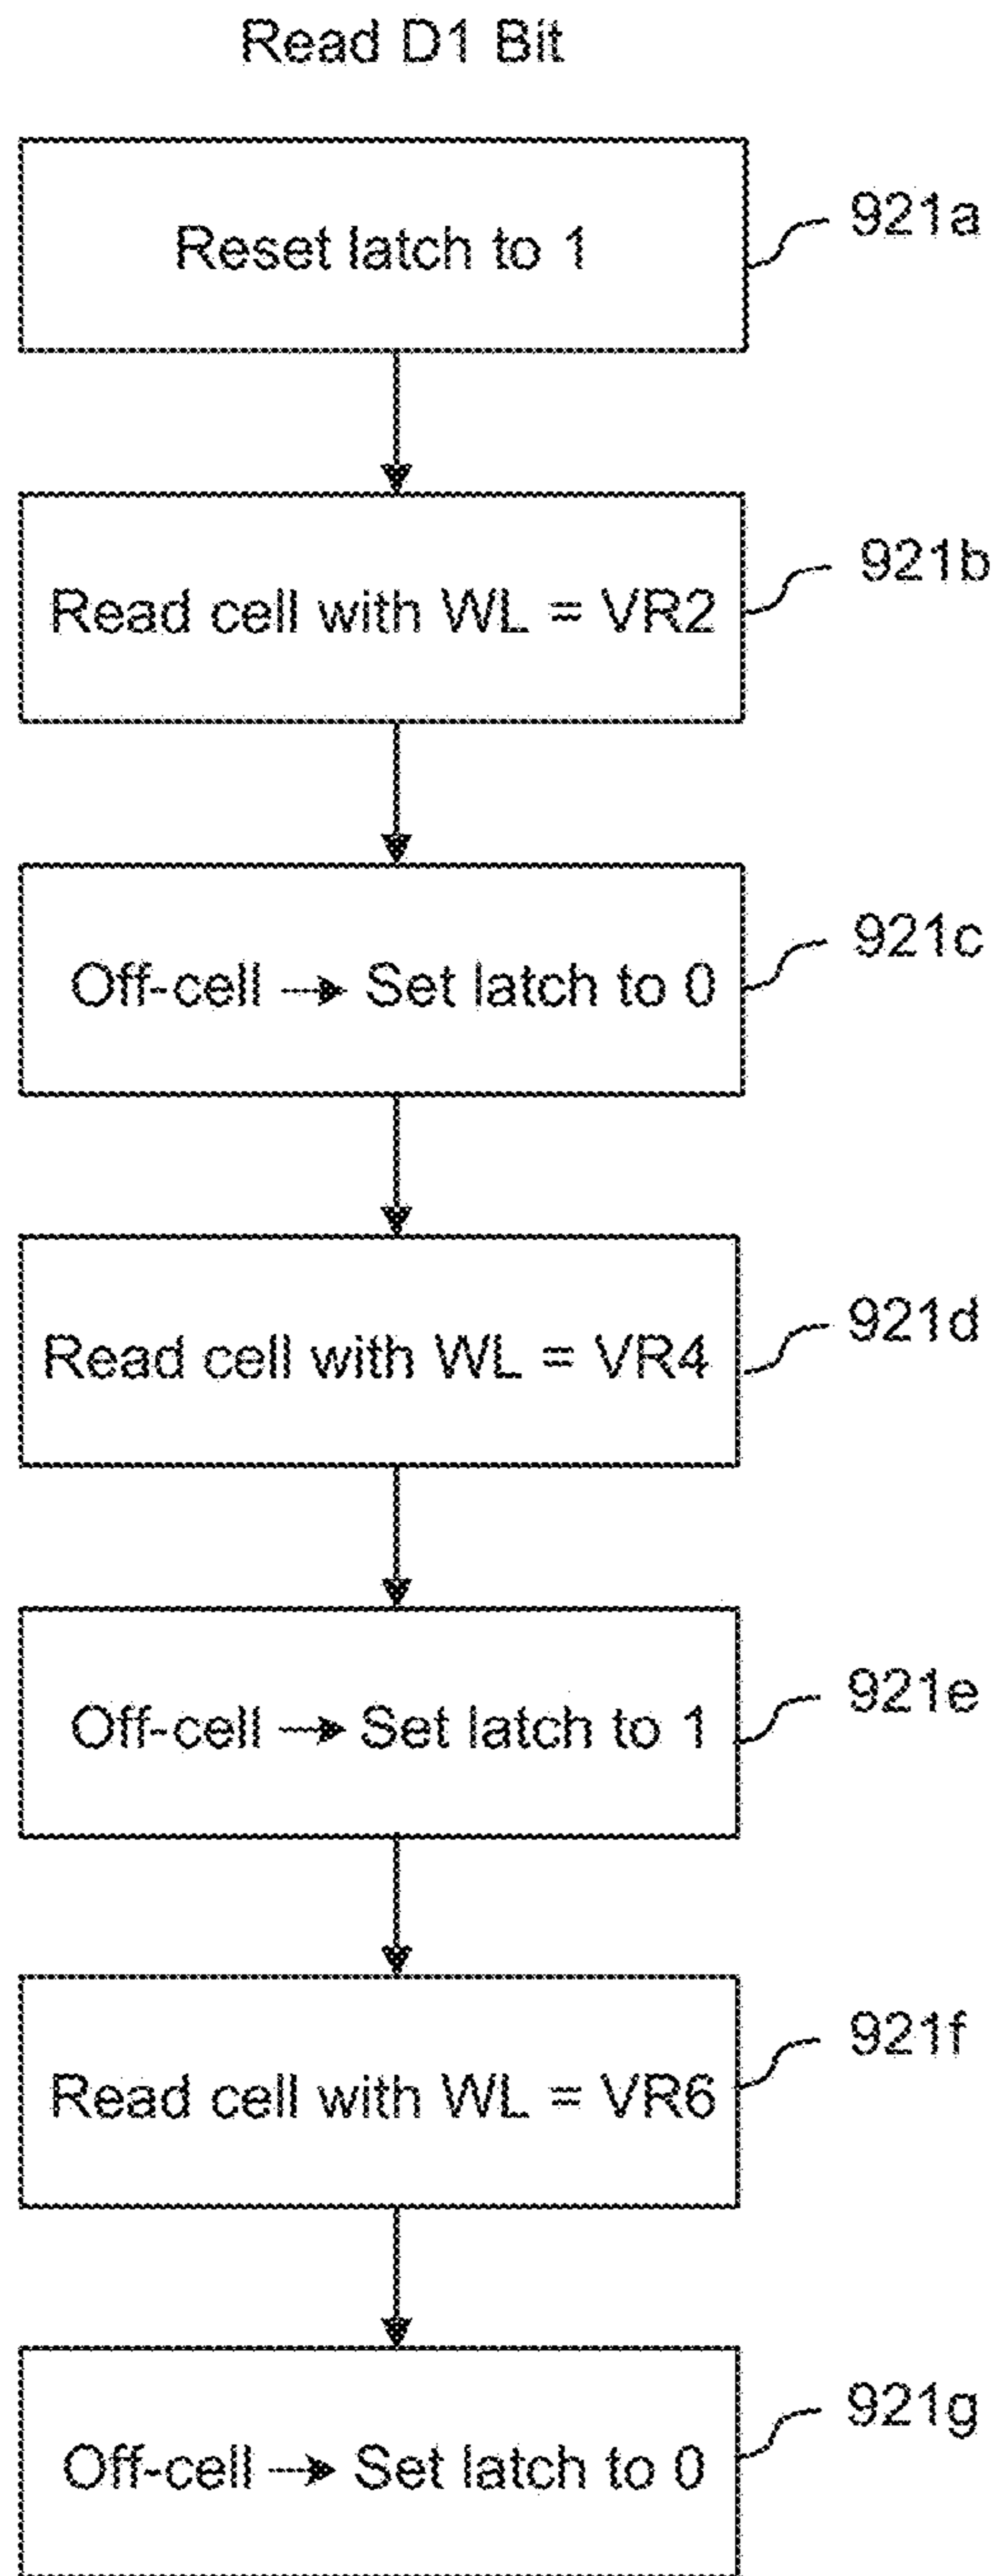 Read D1 Bit
Reset latch to 1
921a
Read cell with WL = VR2
921b
Off-cell → Set latch to 0
921c
Read cell with WL = VR4
921d
Off-cell → Set latch to 1
921e
Read cell with WL = VR6
921f
Off-cell → Set latch to 0
921g